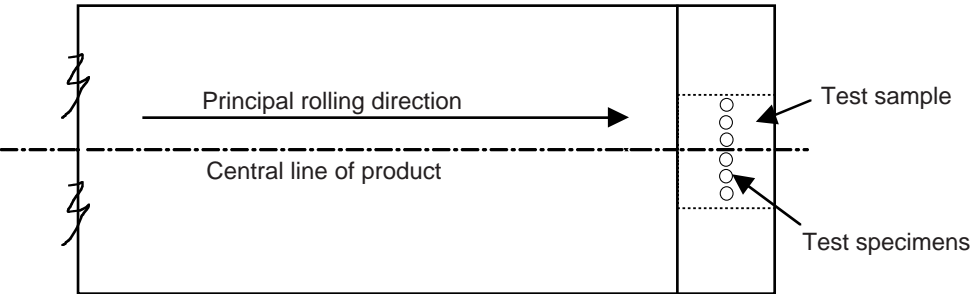 Principal rolling direction
Test sample
Central line of product
Test specimens